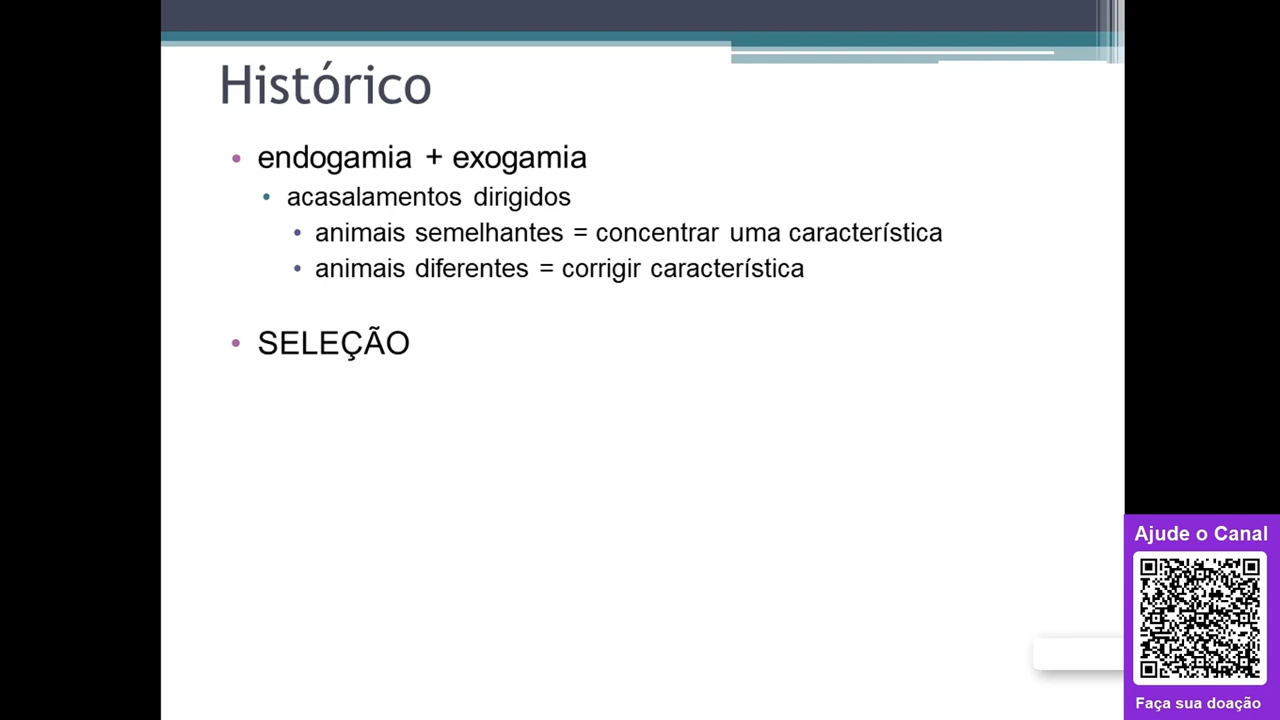 Histórico
endogamia + exogamia
acasalamentos dirigidos
animais semelhantes = concentrar uma característica
animais diferentes = corrigir característica
SELEÇÃO
Ajude o Canal
Faça sua doação